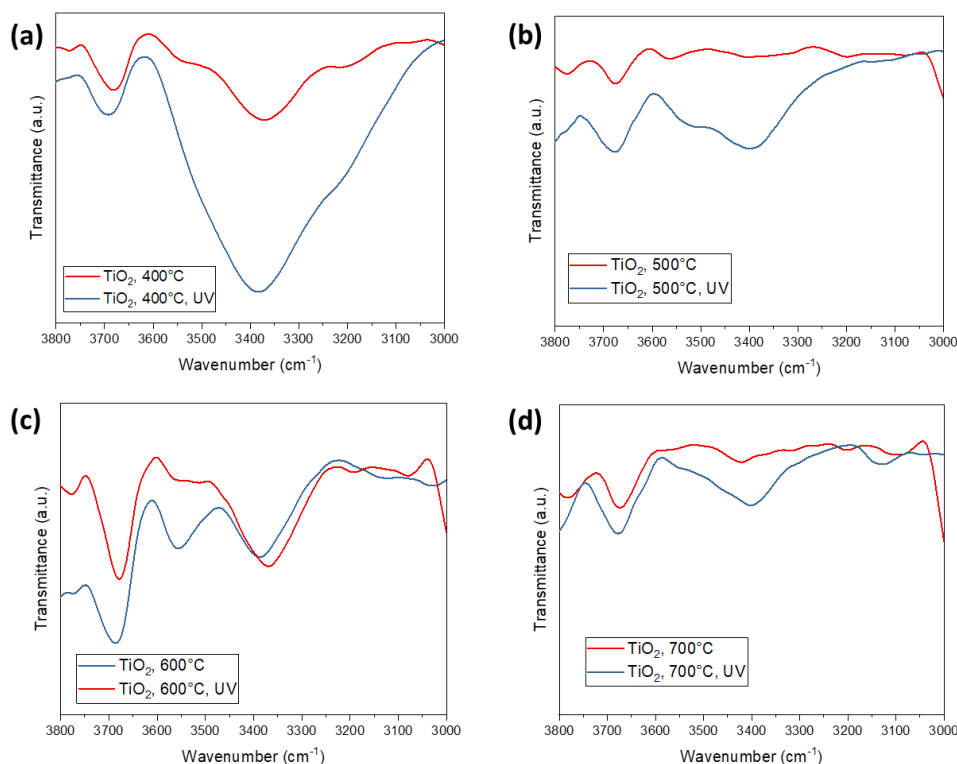 (a)
Transmittance (a.u.)
TiO₂, 400°C
TiO₂, 400°C, UV
3800 3700 3600 3500 3400 3300 3200 3100 3000
Wavenumber (cm⁻¹)
(b)
Transmittance (a.u.)
TiO₂, 500°C
TiO₂, 500°C, UV
3800 3700 3600 3500 3400 3300 3200 3100 3000
Wavenumber (cm⁻¹)
(c)
Transmittance (a.u.)
TiO₂, 600°C
TiO₂, 600°C, UV
3800 3700 3600 3500 3400 3300 3200 3100 3000
Wavenumber (cm⁻¹)
(d)
Transmittance (a.u.)
TiO₂, 700°C
TiO₂, 700°C, UV
3800 3700 3600 3500 3400 3300 3200 3100 3000
Wavenumber (cm⁻¹)